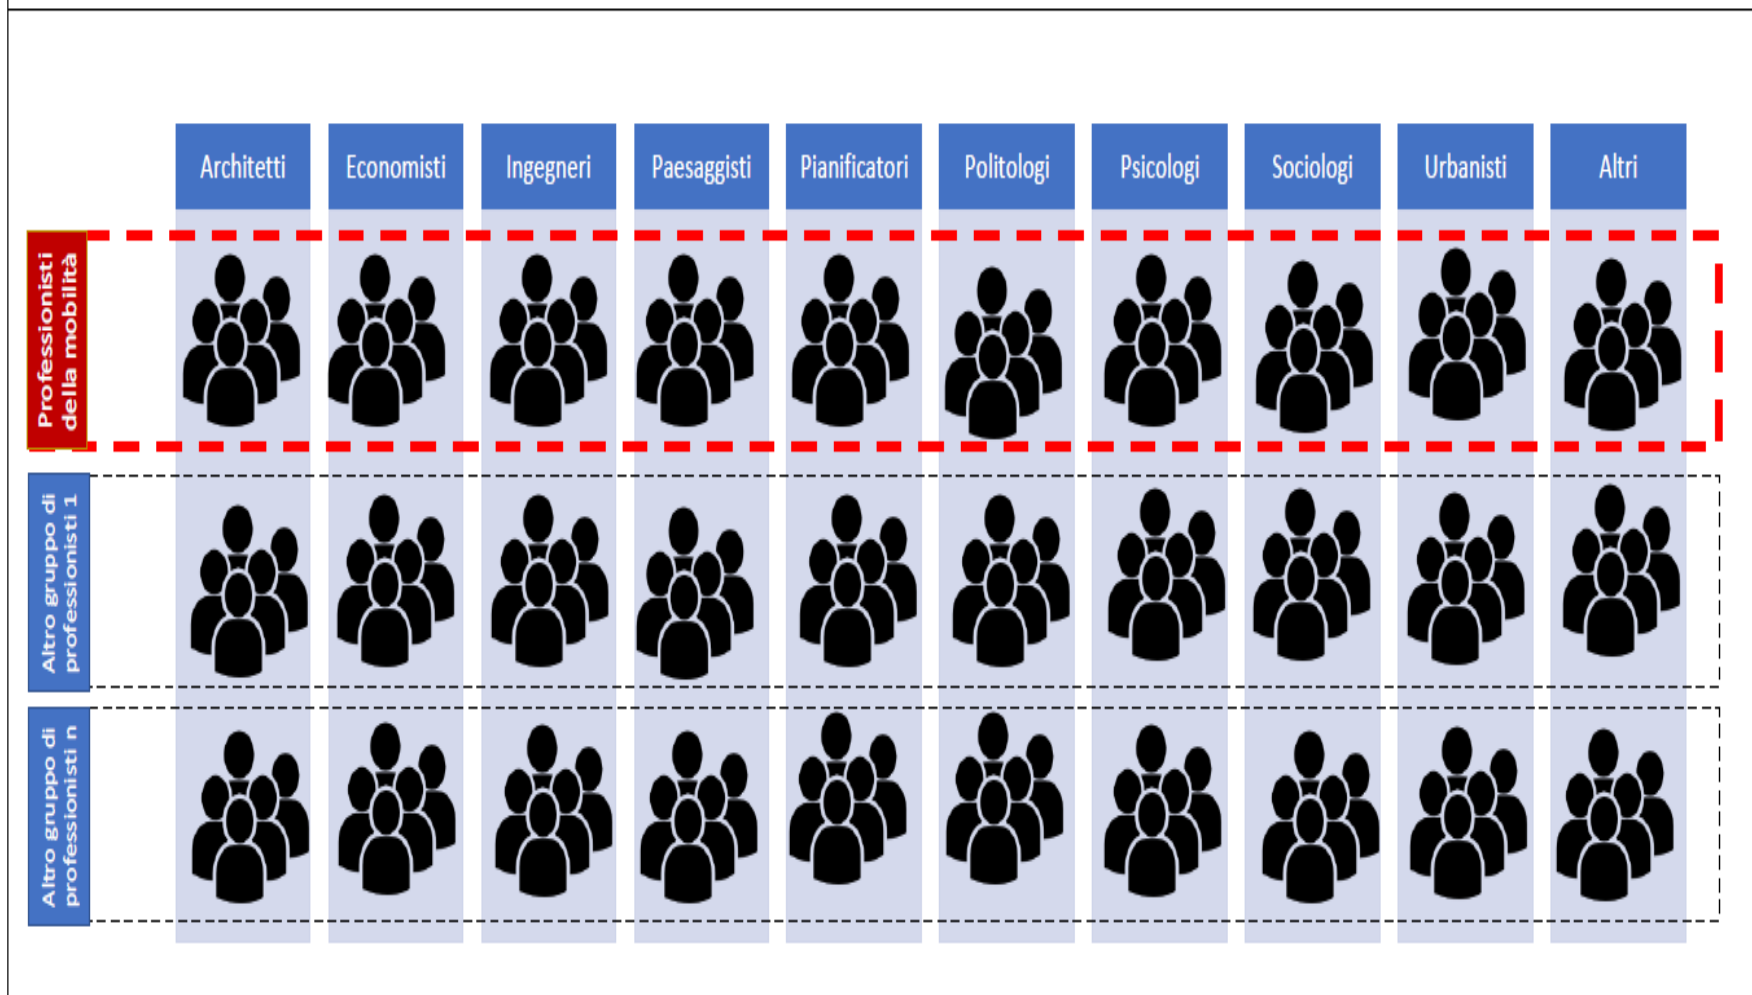 Architetti
Economisti
Ingegneri
Paesaggisti
Pianificatori
Politologi
Psicologi
Sociologi
Urbanisti
Altri
Professionisti
della mobilità
Altro gruppo di
professionisti 1
Altro gruppo di
professionisti n